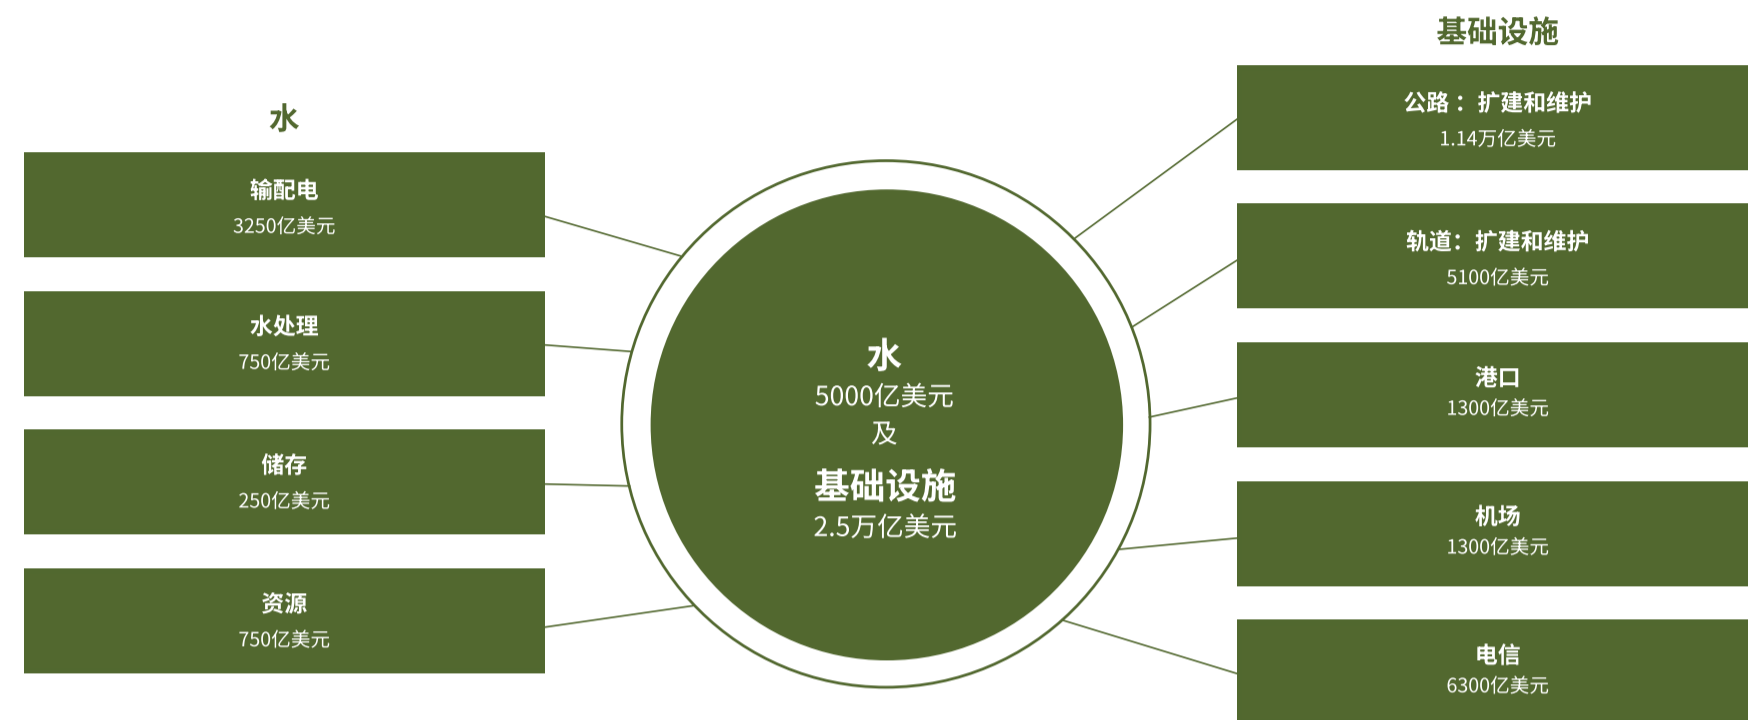 水
输配电
3250亿美元
水处理
750亿美元
储存
250亿美元
资源
750亿美元
水
5000亿美元
及
基础设施
2.5万亿美元
基础设施
公路：扩建和维护
1.14万亿美元
轨道：扩建和维护
5100亿美元
港口
1300亿美元
机场
1300亿美元
电信
6300亿美元